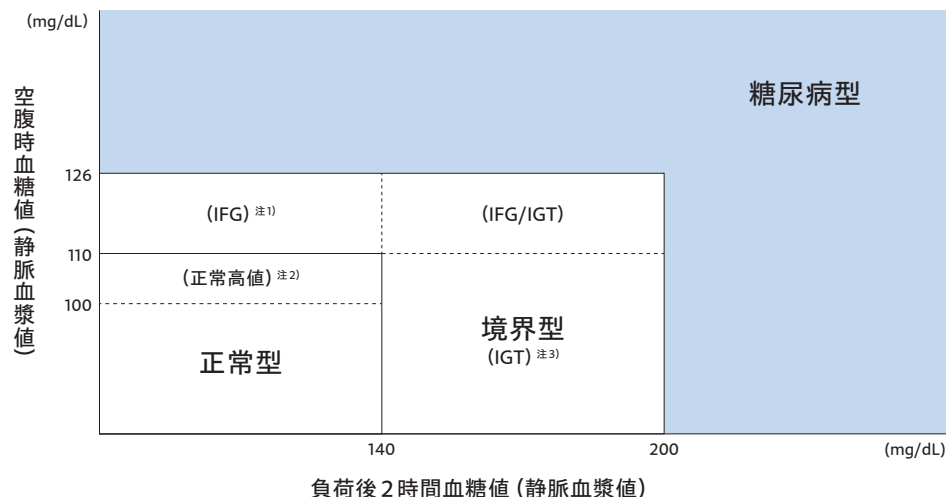 (mg/dL)
空腹時血糖値(静脈血漿値)
糖尿病型
126
(IFG) 注1)
(IFG/IGT)
110
(正常高値) 注2)
100
境界型
(IGT) 注3)
正常型
140
200
(mg/dL)
負荷後2時間血糖値(静脈血漿値)